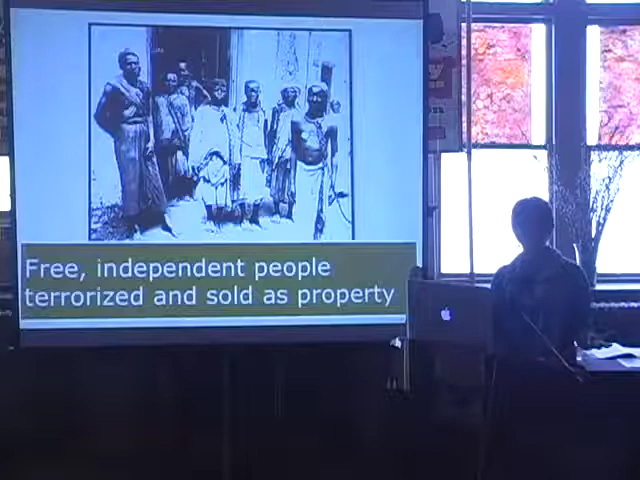 Free, independent people
terrorized and sold as property